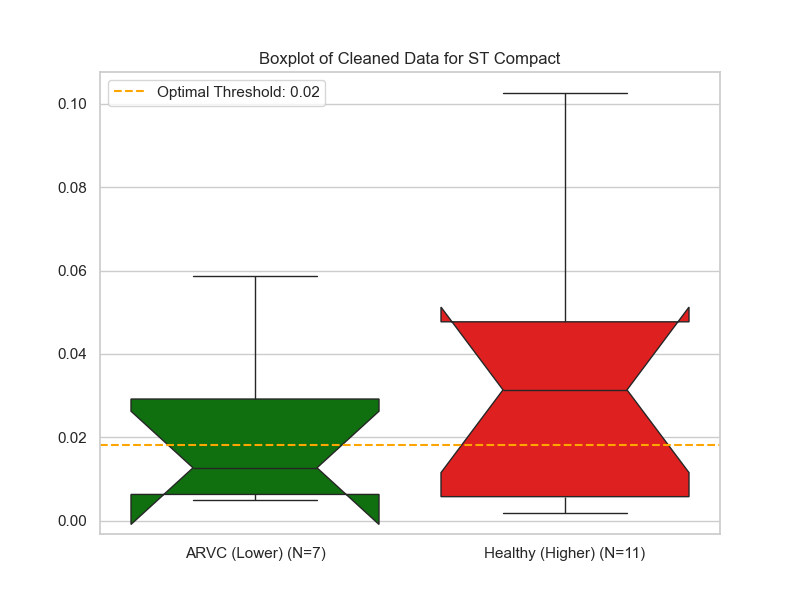 Boxplot of Cleaned Data for ST Compact
Optimal Threshold: 0.02
0.10
0.08
0.06
0.04
0.02
0.00
ARVC (Lower) (N=7)
Healthy (Higher) (N=11)